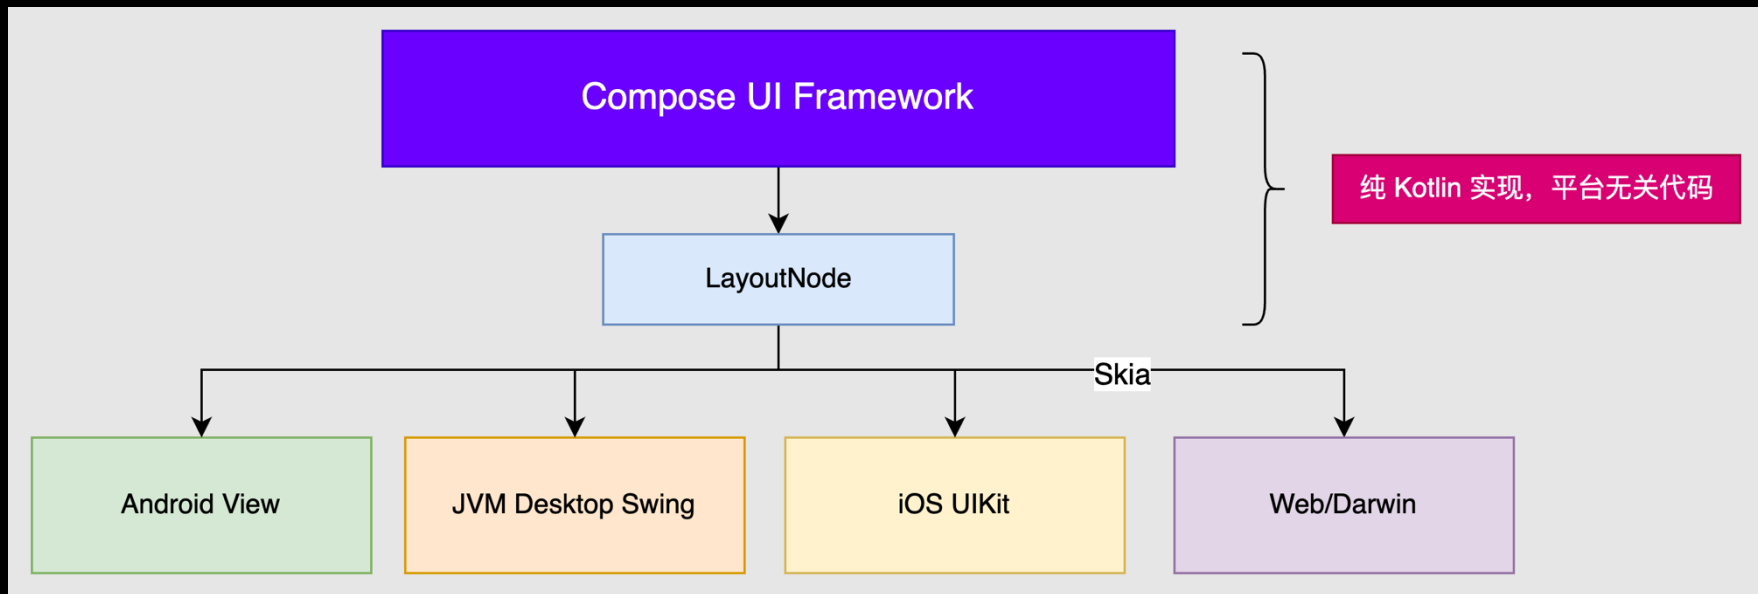 Compose UI Framework
纯 Kotlin 实现，平台无关代码
LayoutNode
Skia
Android View
JVM Desktop Swing
iOS UIKit
Web/Darwin